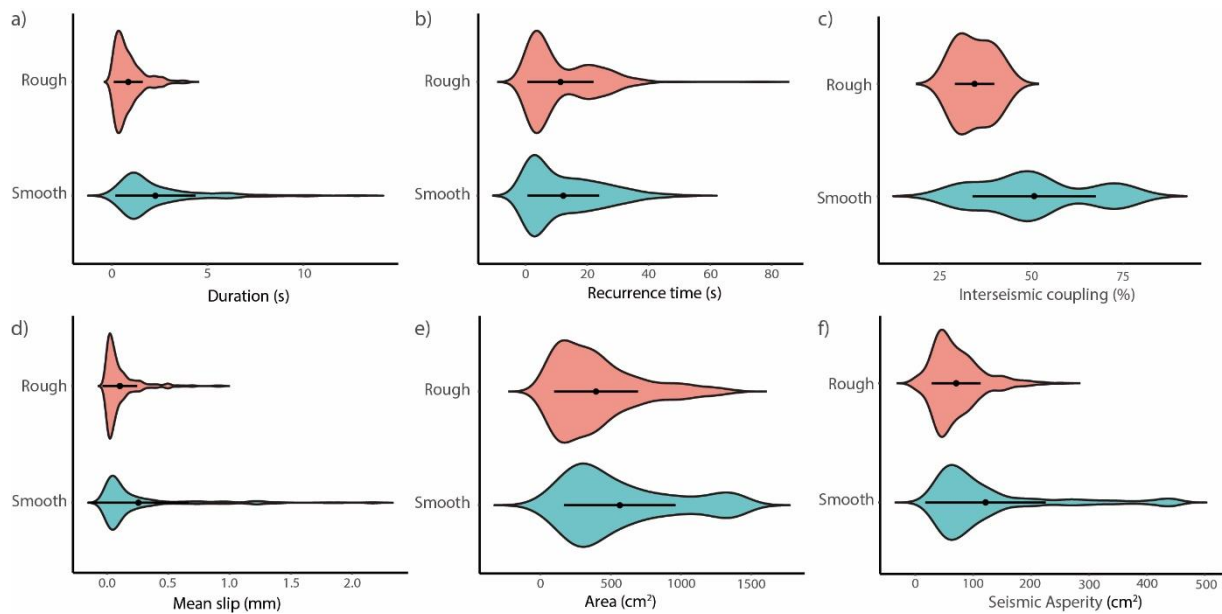 a)
Rough
Smooth
0 5 10
Duration (s)
b)
Rough
Smooth
0 20 40 60 80
Recurrence time (s)
c)
Rough
Smooth
25 50 75
Interseismic coupling (%)
d)
Rough
Smooth
0.0 0.5 1.0 1.5 2.0
Mean slip (mm)
e)
Rough
Smooth
0 500 1000 1500
Area (cm²)
f)
Rough
Smooth
0 100 200 300 400 500
Seismic Asperity (cm²)